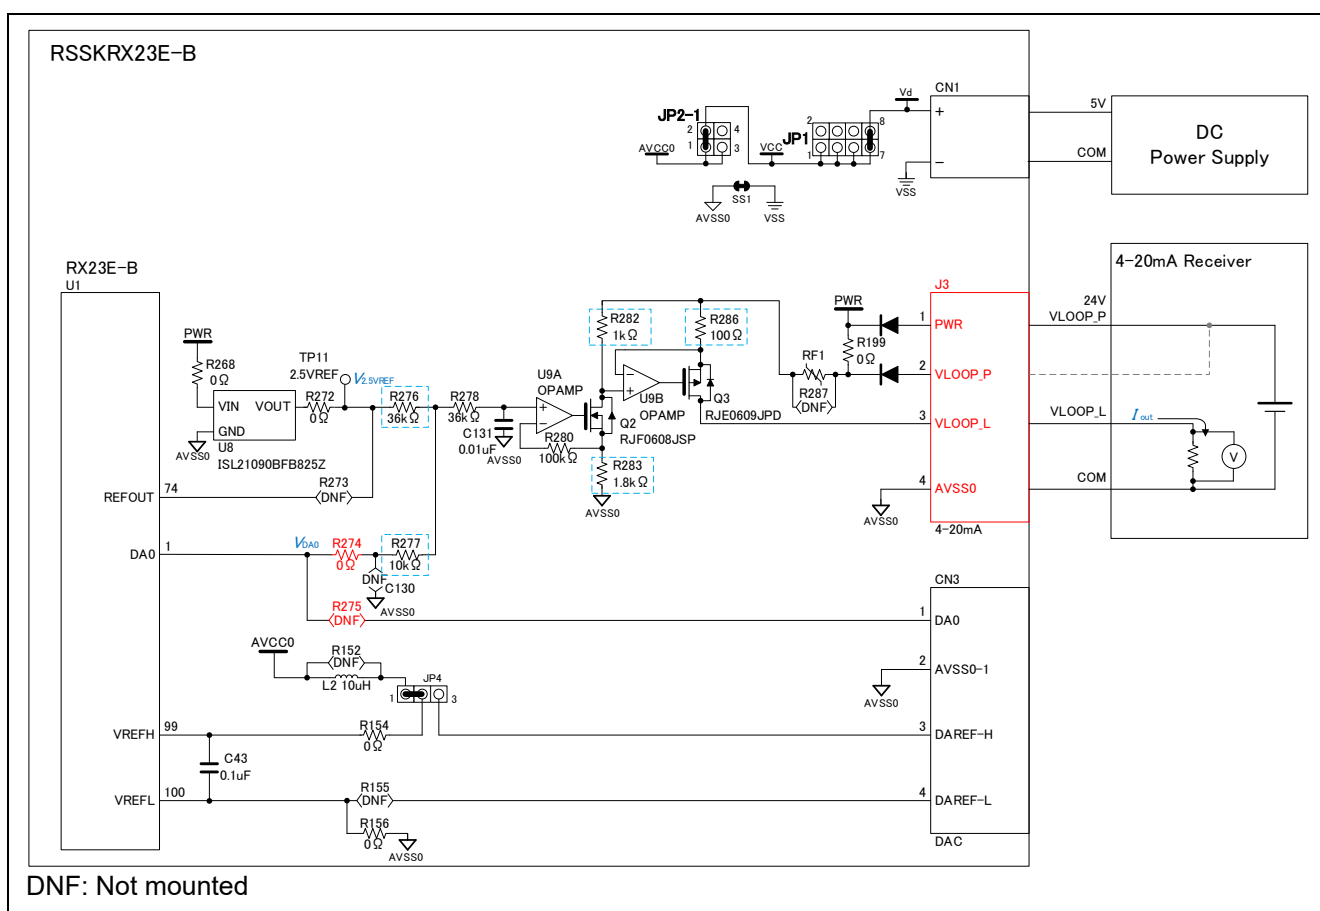 RSSKRX23E-B
CN1
Vd
+
5V
DC
Power Supply
-
COM
VSS
JP2-1
2
4
1
3
AVCC0
VCC
JP1
2
8
1
7
AVSS0
SS1
VSS
RX23E-B
U1
PWR
R268
0Ω
TP11
2.5VREF
V2.5VREF
VIN
VOUT
GND
R272
0Ω
AVSS0
U8
ISL21090BFB825Z
R276
36kΩ
R278
36kΩ
C131
0.01uF
AVSS0
U9A
OPAMP
+
-
R280
100kΩ
R282
1kΩ
R286
100Ω
-
+
U9B
OPAMP
Q2
RJF0608JSP
Q3
RJE0609JPD
R283
1.8kΩ
AVSS0
RF1
R287
DNF
PWR
R199
0Ω
J3
1
PWR
2
VLOOP_P
3
VLOOP_L
4
AVSS0
4-20mA
AVSS0
4-20mA Receiver
24V
VLOOP_P
VLOOP_L
Iout
V
COM
REFOUT
74
R273
DNF
DA0
1
VDA0
R274
0Ω
R277
10kΩ
DNF
C130
AVSS0
R275
DNF
CN3
1
DA0
2
AVSS0-1
AVSS0
3
DAREF-H
4
DAREF-L
DAC
AVCC0
R152
DNF
L2 10uH
JP4
1
3
VREFH
99
R154
0Ω
C43
0.1uF
VREFL
100
R155
DNF
R156
0Ω
AVSS0
DNF: Not mounted